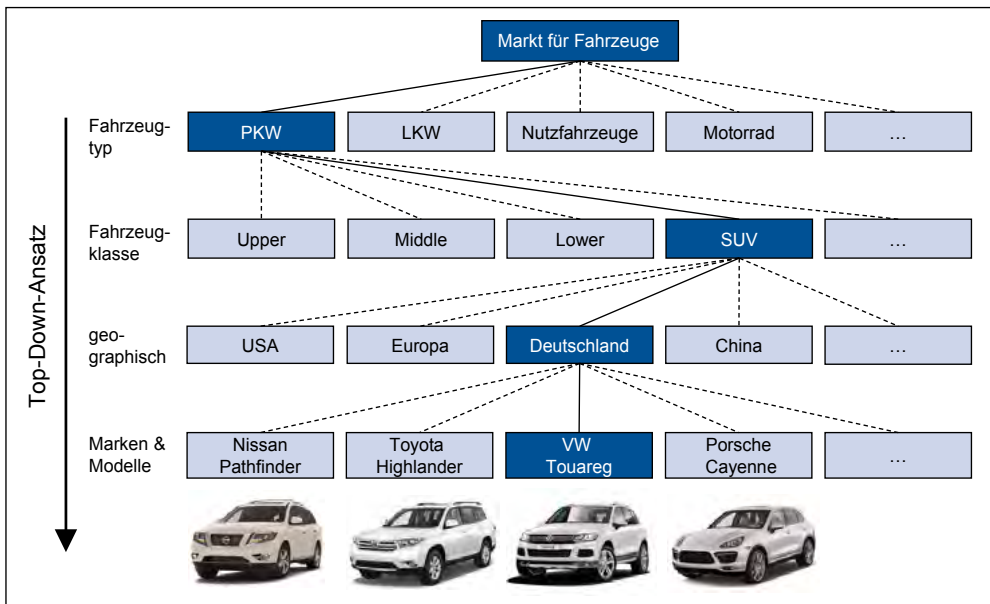 Markt für Fahrzeuge
Fahrzeug-
typ
PKW
LKW
Nutzfahrzeuge
Motorrad
…
Fahrzeug-
klasse
Upper
Middle
Lower
SUV
…
geo-
graphisch
USA
Europa
Deutschland
China
…
Marken &
Modelle
Nissan
Pathfinder
Toyota
Highlander
VW
Touareg
Porsche
Cayenne
…
Top-Down-Ansatz